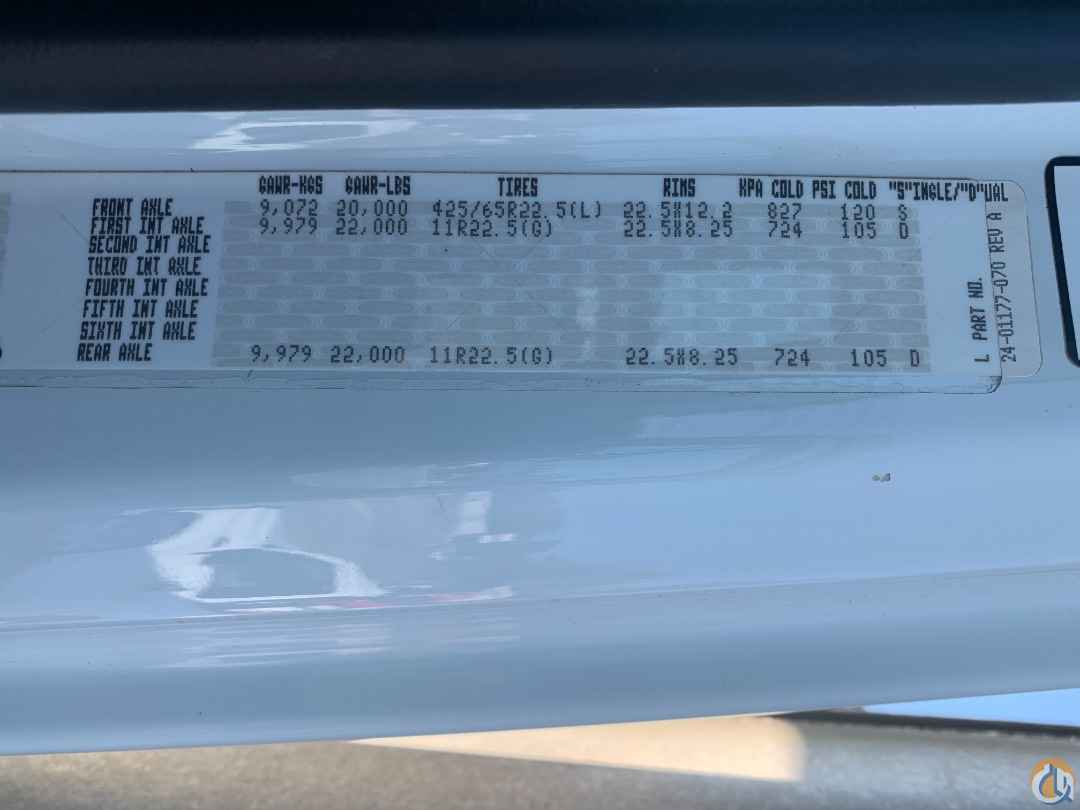 GAWR-KGS GAWR-LBS TIRES RIMS KPA COLD PSI COLD "S"INGLE/"D"UAL
FRONT AXLE 9,072 20,000 425/65R22.5(L) 22.5X12.2 827 120 S
FIRST INT AXLE 9,979 22,000 11R22.5(G) 22.5X8.25 724 105 D
SECOND INT AXLE
THIRD INT AXLE
FOURTH INT AXLE
FIFTH INT AXLE
SIXTH INT AXLE
REAR AXLE 9,979 22,000 11R22.5(G) 22.5X8.25 724 105 D
L PART NO.
24-01177-070 REV A